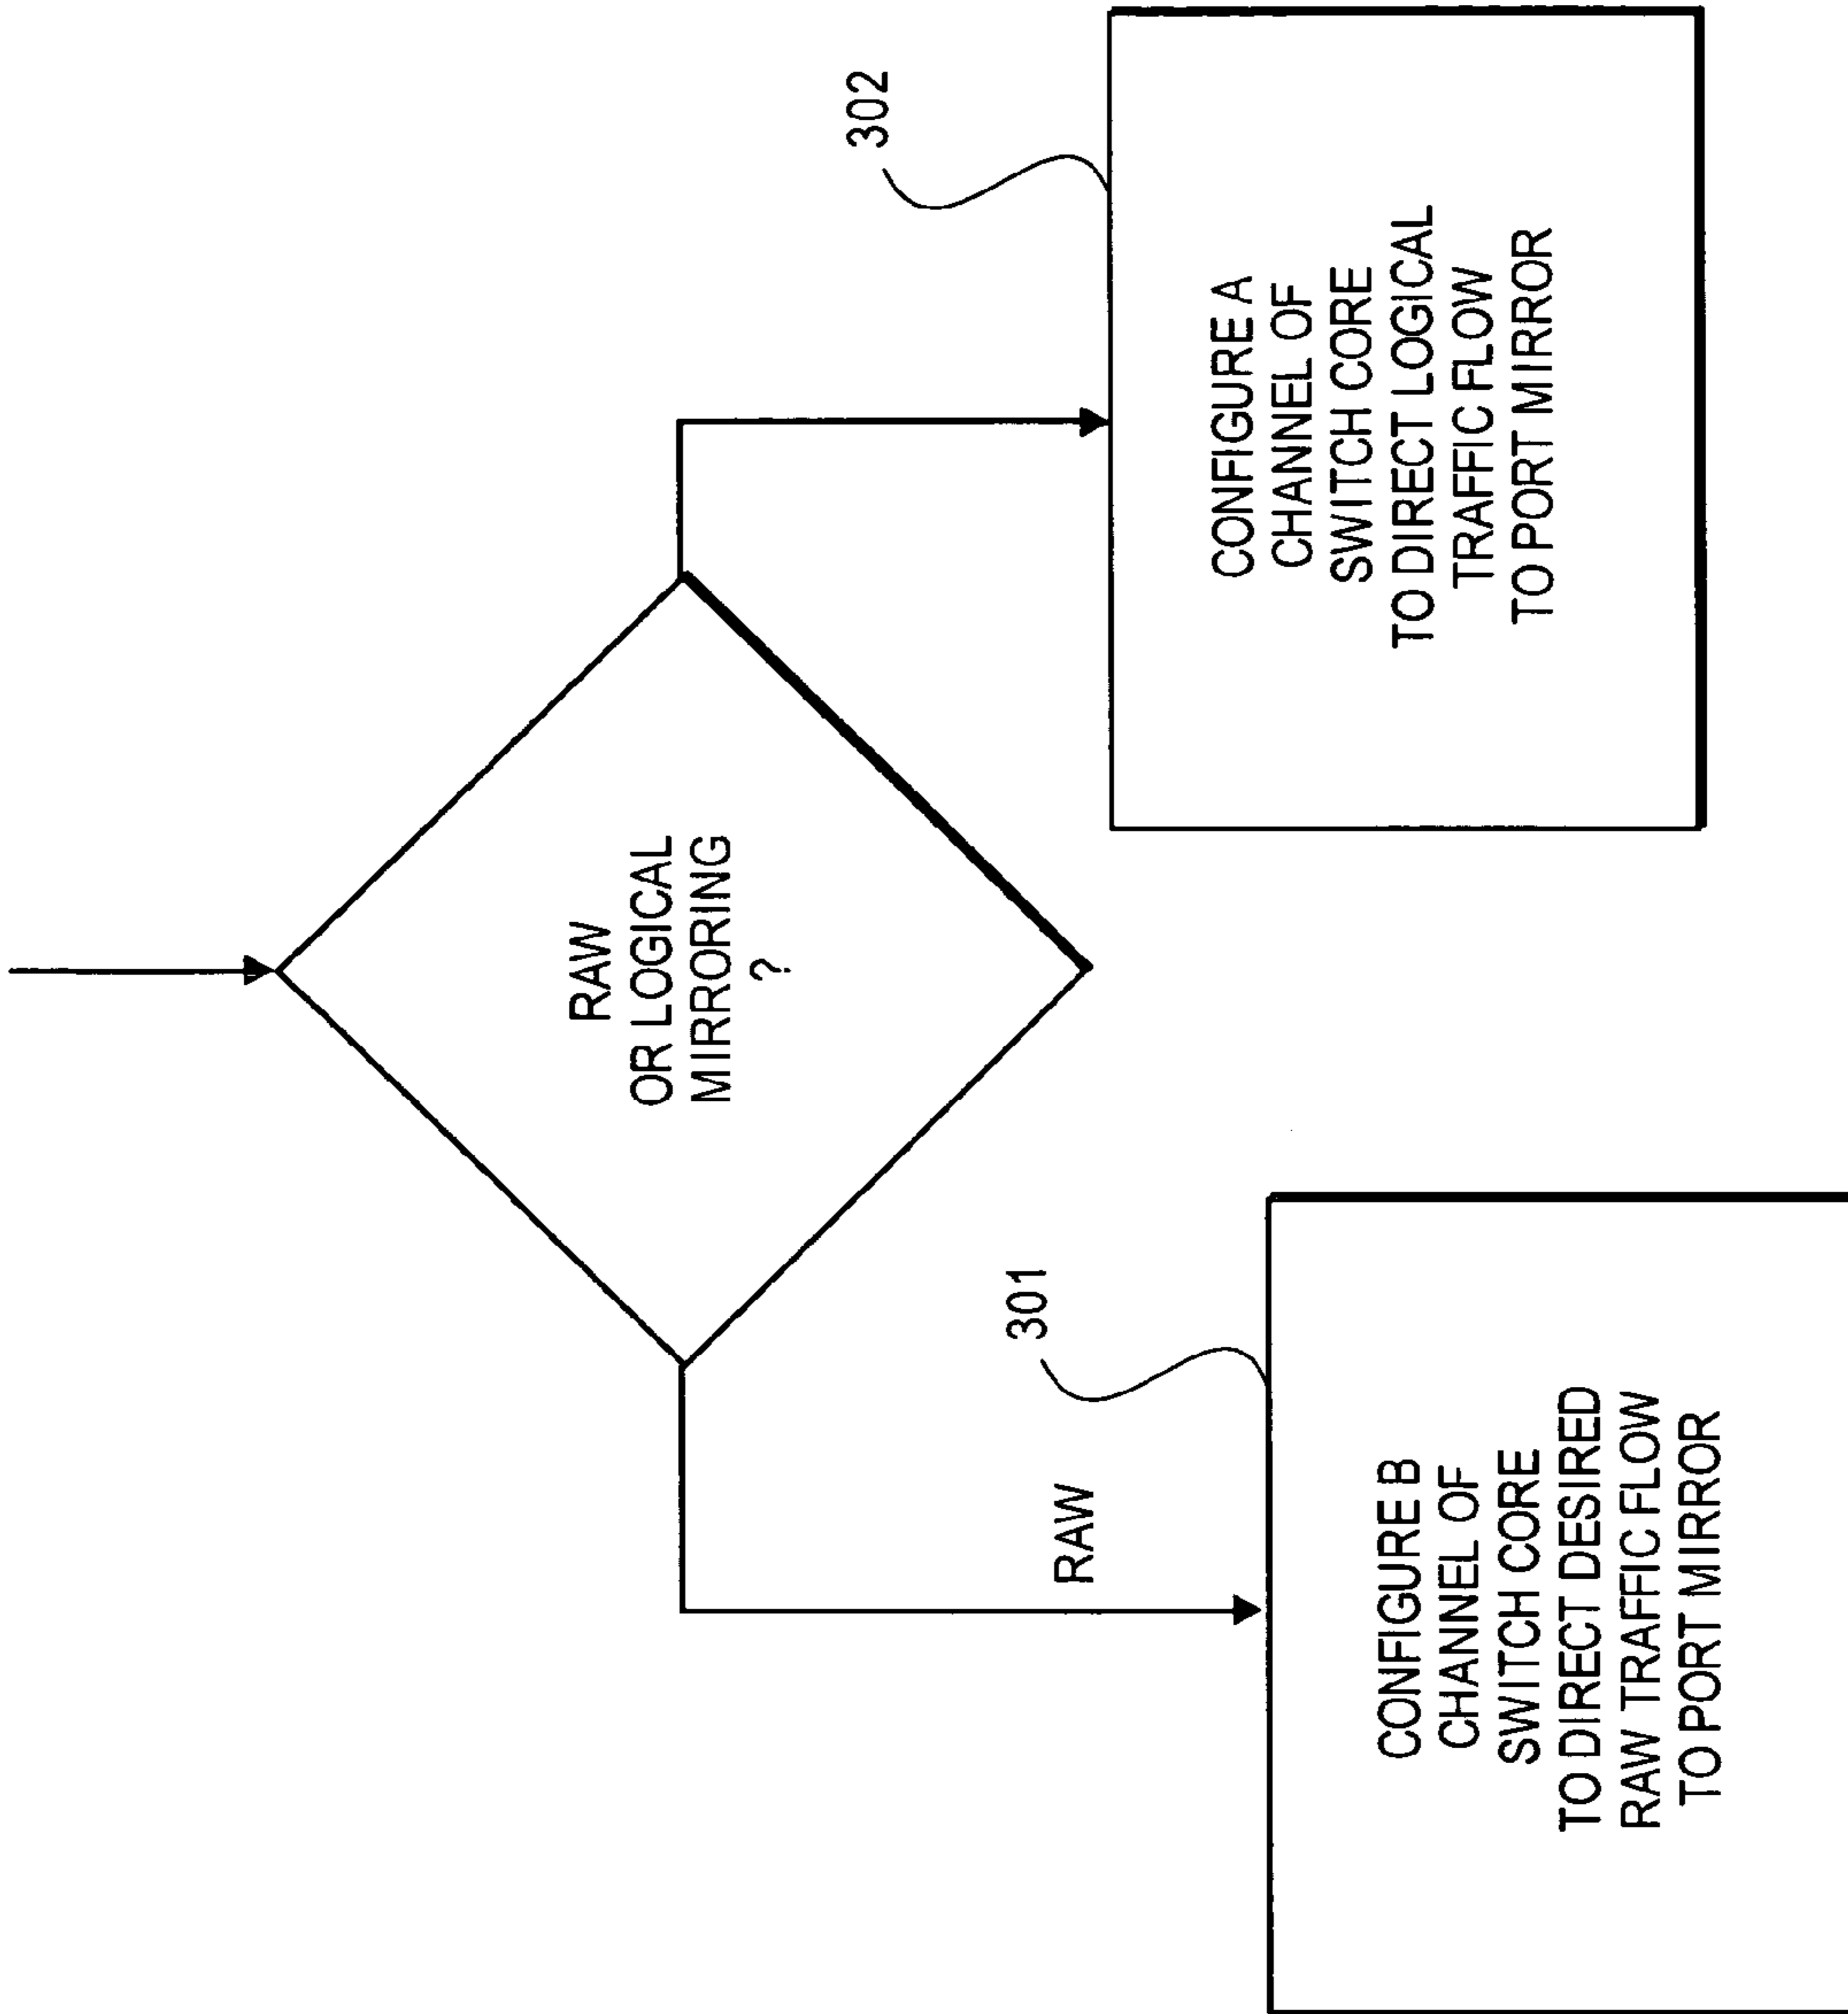 RAW
OR LOGICAL
MIRRORING
?
RAW
301
CONFIGURE B
CHANNEL OF
SWITCH CORE
TO DIRECT DESIRED
RAW TRAFFIC FLOW
TO PORT MIRROR
302
CONFIGURE A
CHANNEL OF
SWITCH CORE
TO DIRECT LOGICAL
TRAFFIC FLOW
TO PORT MIRROR